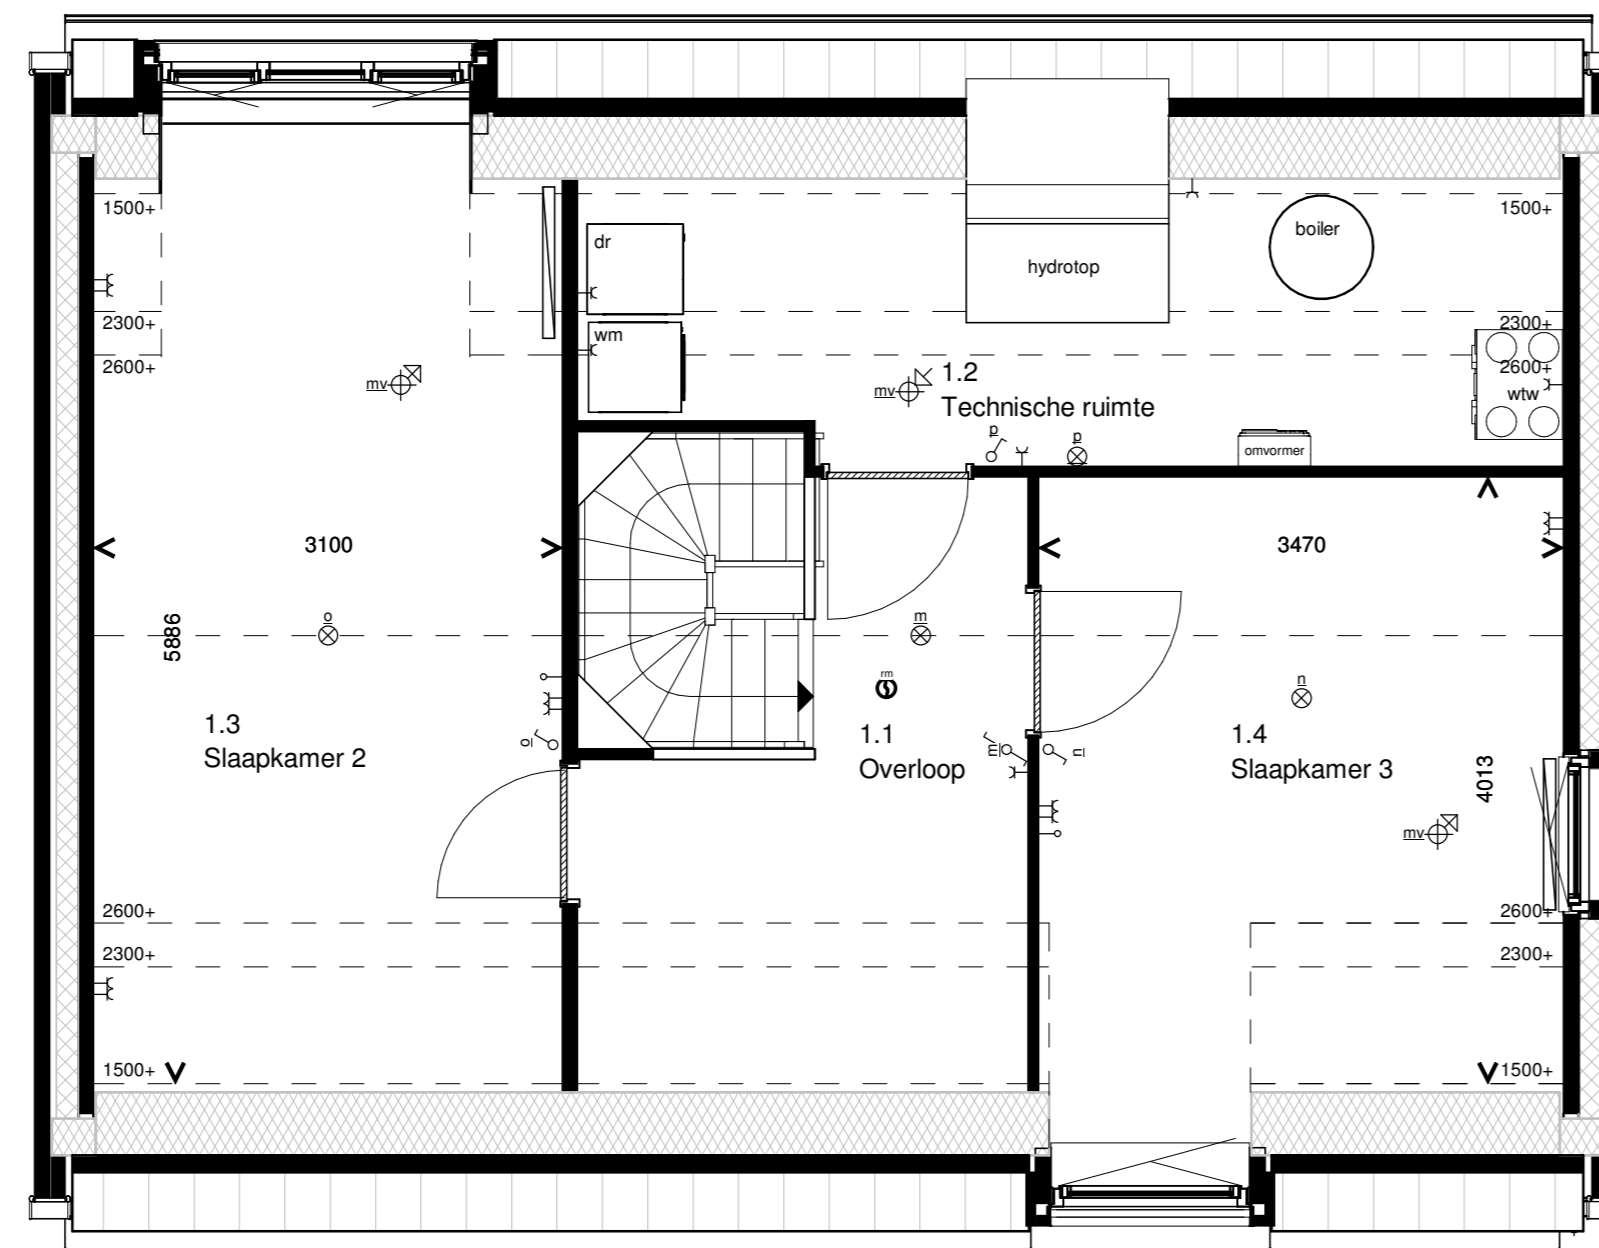 1500+
1500+
dr
boiler
hydrotop
2300+
2300+
wm
2600+
2600+
mv
mv
1.2
Technische ruimte
wtw
p
p
omvormer
3100
3470
5886
o
m
n
rm
1.3
Slaapkamer 2
o
1.1
Overloop
m
n
1.4
Slaapkamer 3
4013
mv
2600+
2600+
2300+
2300+
1500+
1500+